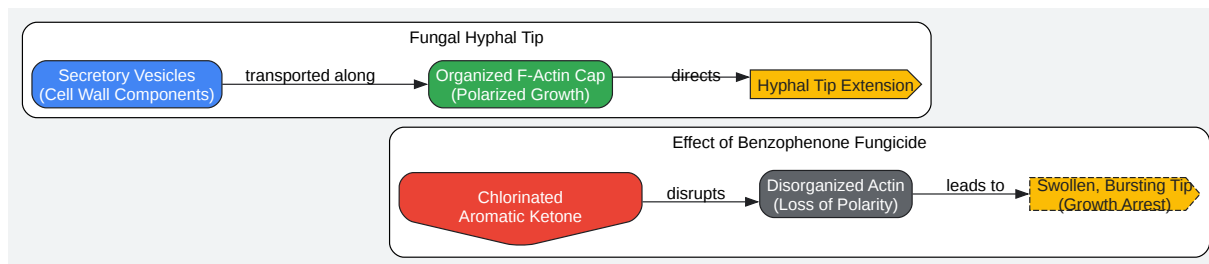 Fungal Hyphal Tip
Secretory Vesicles
(Cell Wall Components)
transported along
Organized F-Actin Cap
(Polarized Growth)
directs
Hyphal Tip Extension
Effect of Benzophenone Fungicide
Chlorinated
Aromatic Ketone
disrupts
Disorganized Actin
(Loss of Polarity)
leads to
Swollen, Bursting Tip
(Growth Arrest)